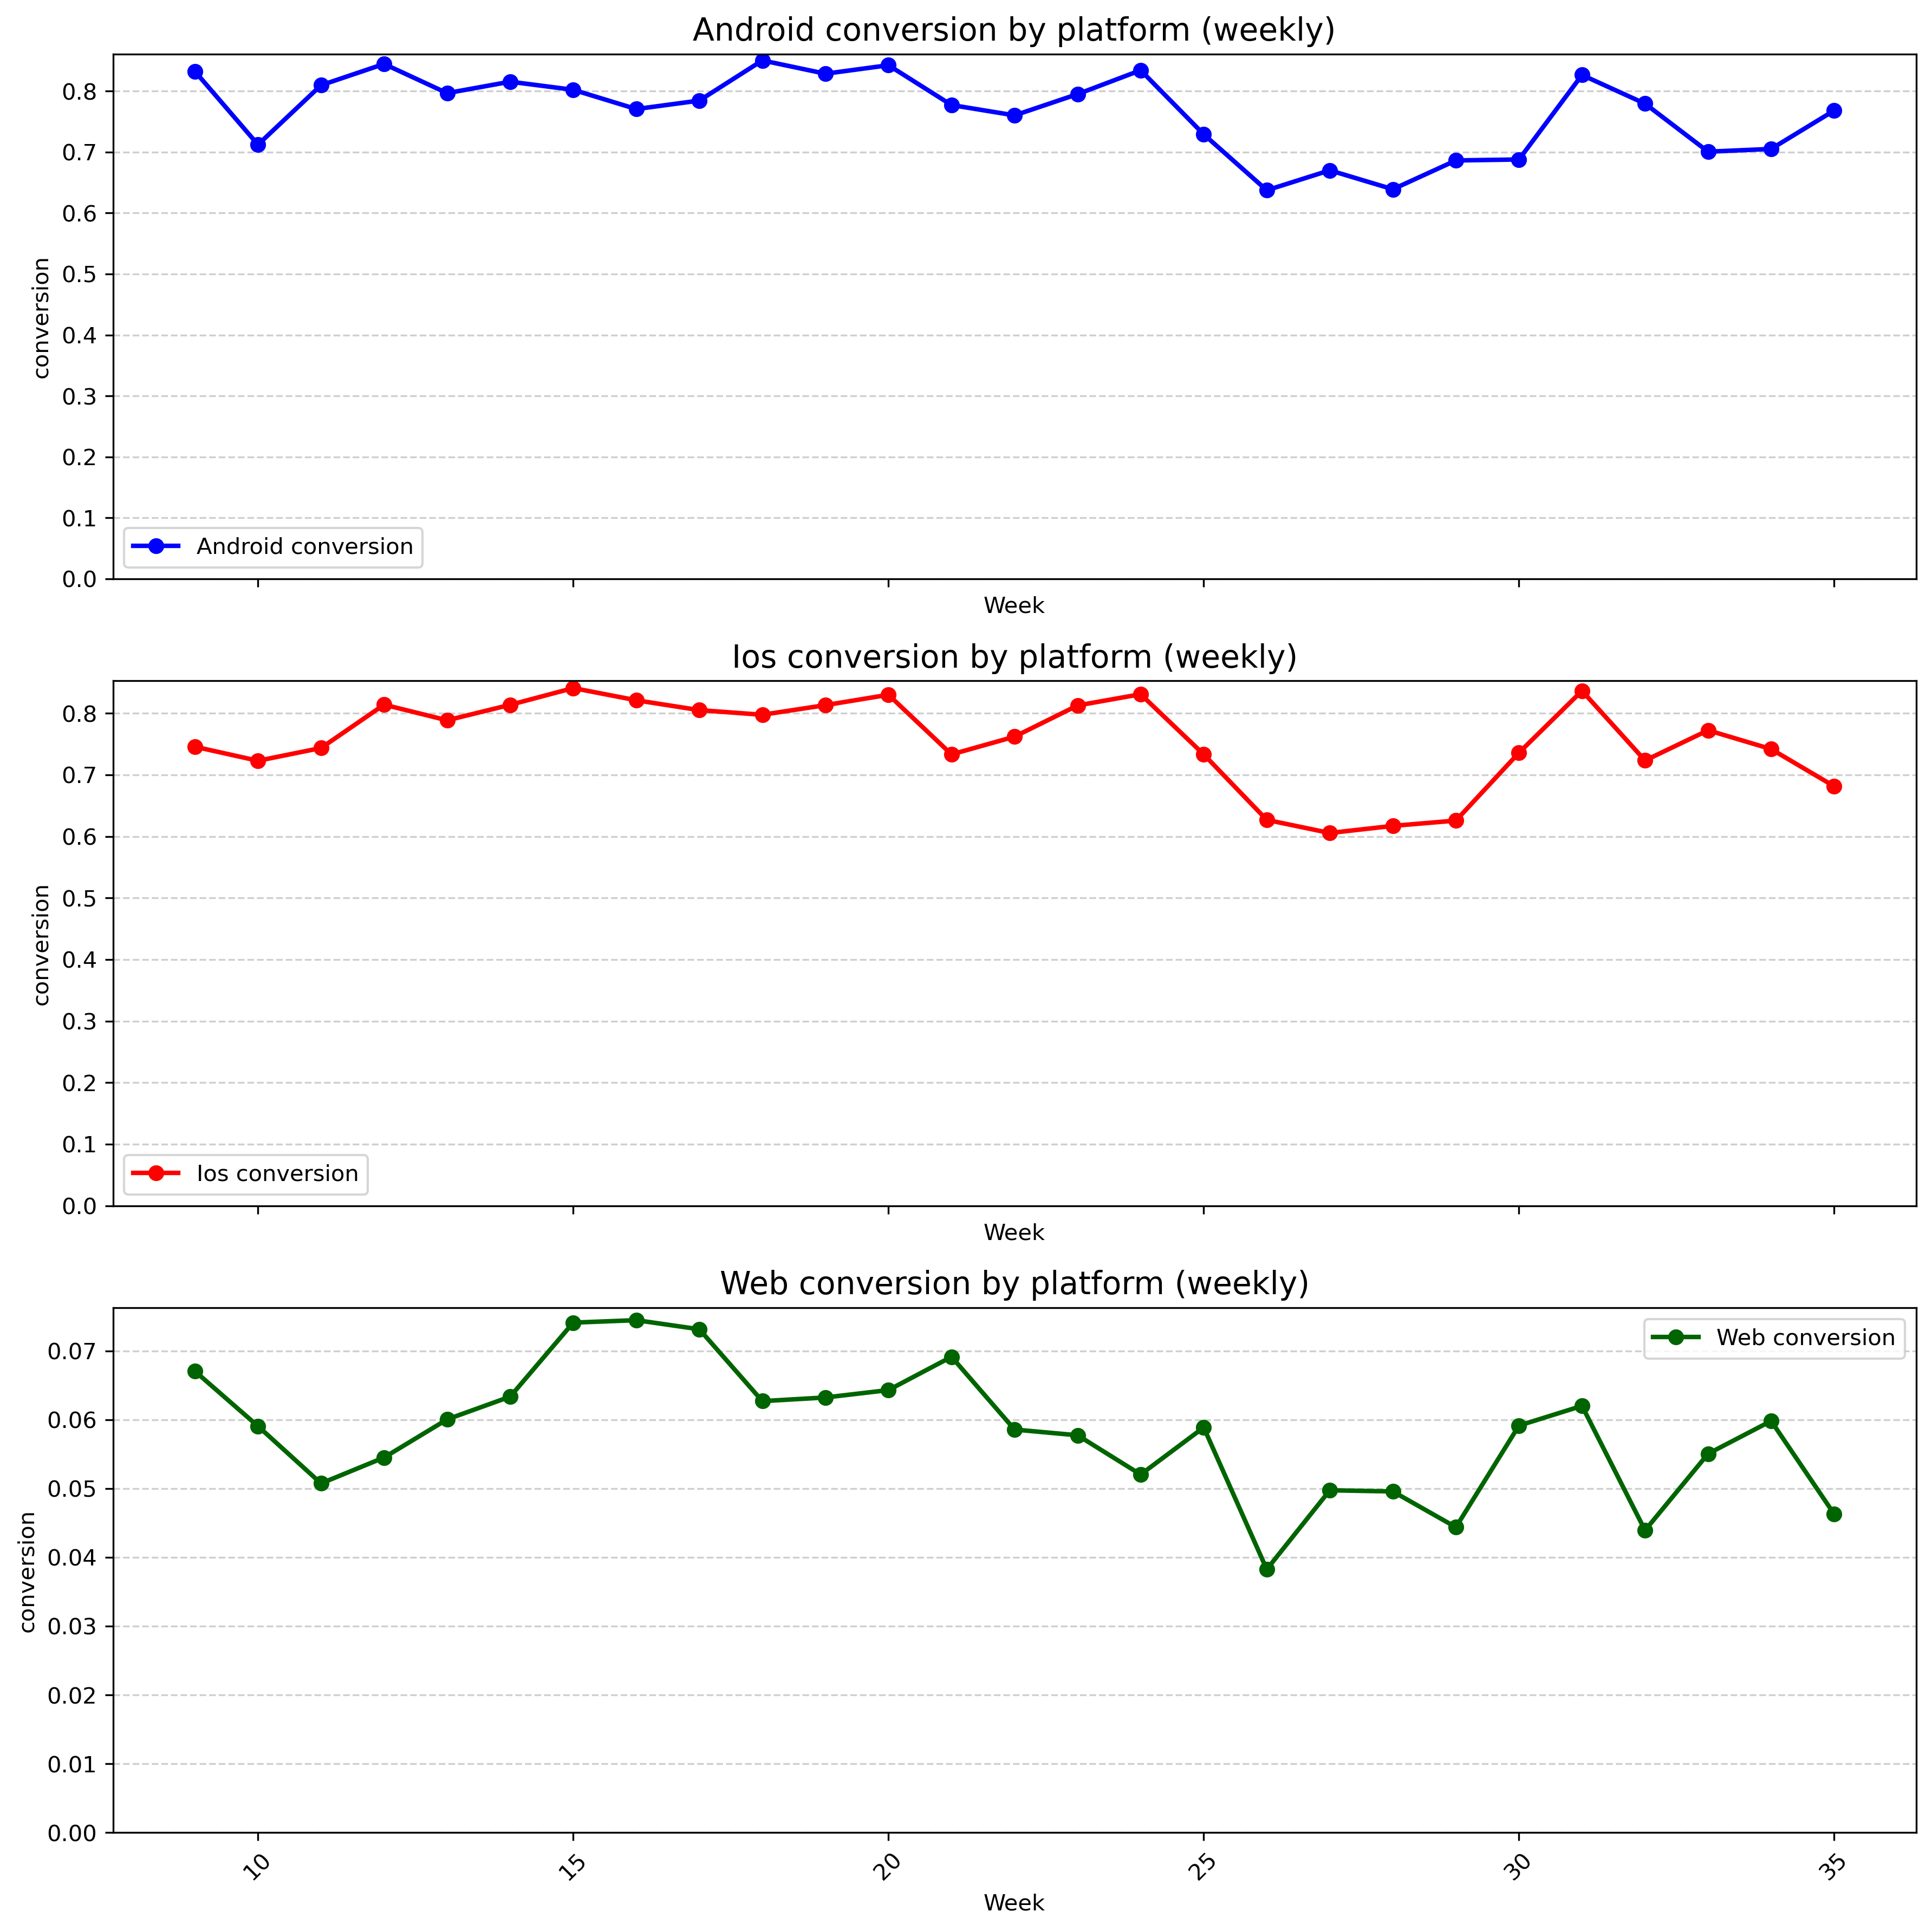 Android conversion by platform (weekly)
0.8
0.7
0.6
0.5
0.4
0.3
0.2
0.1
0.0
conversion
Android conversion
Week
Ios conversion by platform (weekly)
0.8
0.7
0.6
0.5
0.4
0.3
0.2
0.1
0.0
conversion
Ios conversion
Week
Web conversion by platform (weekly)
0.07
0.06
0.05
0.04
0.03
0.02
0.01
0.00
conversion
Web conversion
10 15 20 25 30 35
Week